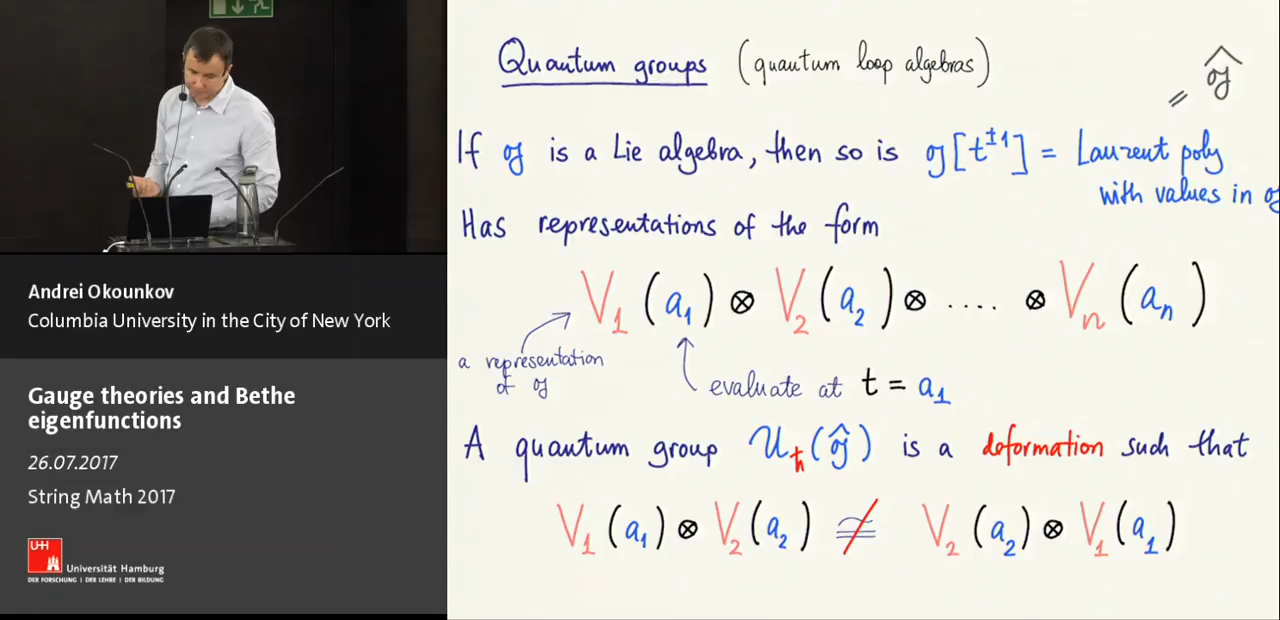 Quantum groups (quantum loop algebras)
= ĝ
If g is a Lie algebra, then so is g[t±1] = Laurent poly
with values in g
Has representations of the form
V1 (a1) ⊗ V2 (a2) ⊗ .... ⊗ Vn (an)
a representation
of g
evaluate at t = a1
A quantum group Uħ(ĝ) is a deformation such that
V1 (a1) ⊗ V2 (a2) ≇ V2 (a2) ⊗ V1 (a1)
Andrei Okounkov
Columbia University in the City of New York
Gauge theories and Bethe
eigenfunctions
26.07.2017
String Math 2017
UH
Universität Hamburg
DER FORSCHUNG | DER LEHRE | DER BILDUNG